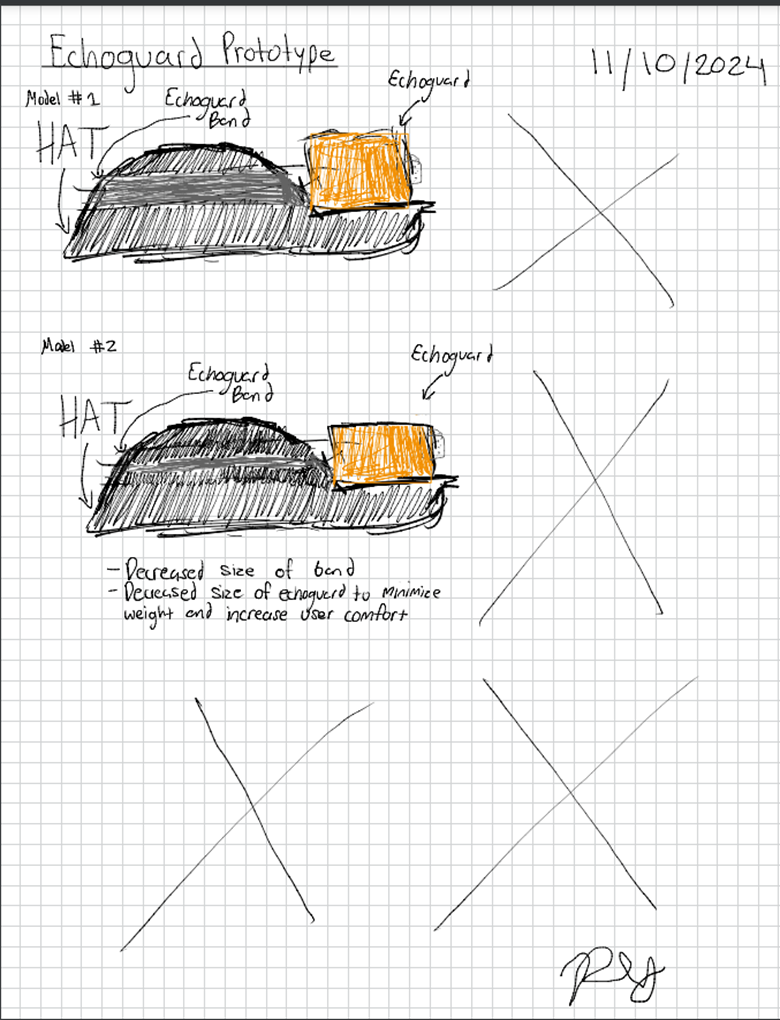 Echoguard Prototype
11/10/2024
Model #1
Echoguard
Band
Echoguard
HAT
Model #2
Echoguard
Band
Echoguard
HAT
- Decreased size of band
- Decreased size of echoguard to minimize
weight and increase user comfort